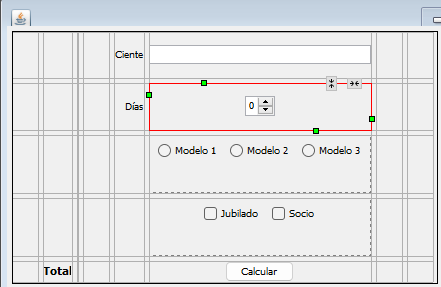 Ciente
Días 0
Modelo 1 Modelo 2 Modelo 3
Jubilado Socio
Total Calcular